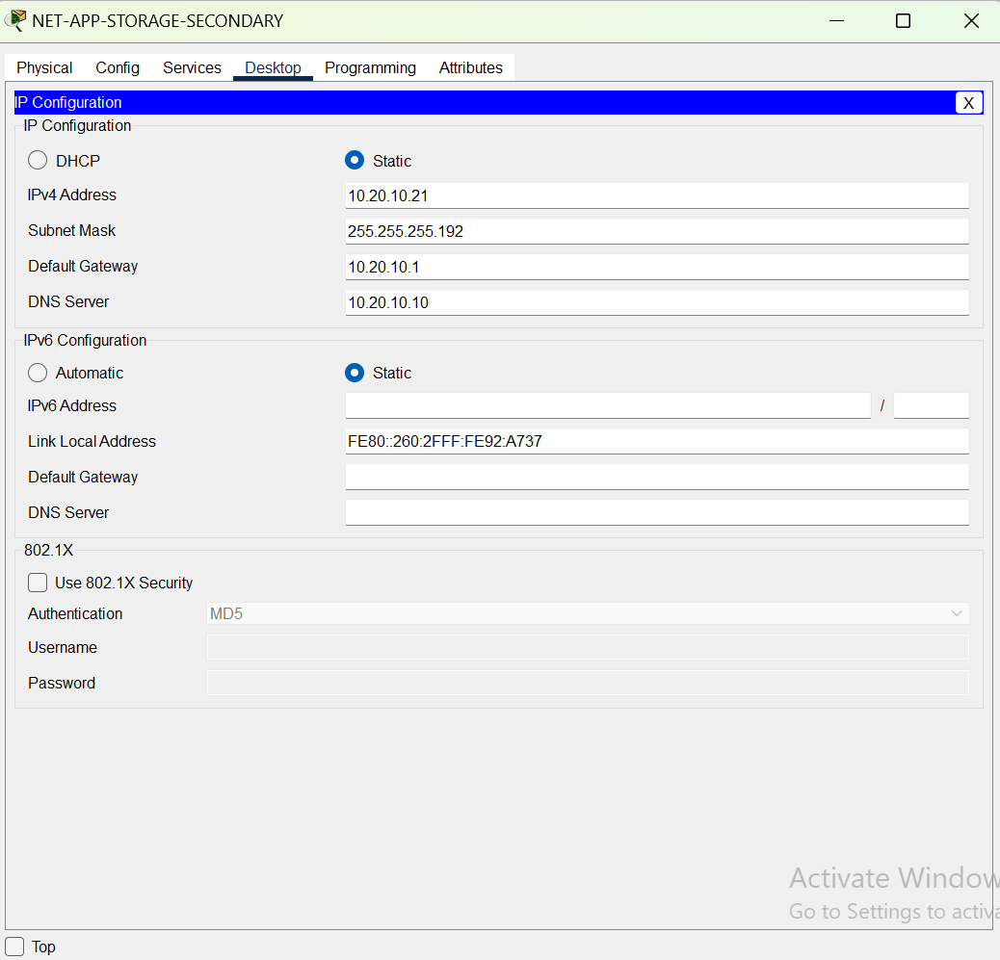 NET-APP-STORAGE-SECONDARY
Physical Config Services Desktop Programming Attributes
IP Configuration X
IP Configuration
DHCP Static
IPv4 Address 10.20.10.21
Subnet Mask 255.255.255.192
Default Gateway 10.20.10.1
DNS Server 10.20.10.10
IPv6 Configuration
Automatic Static
IPv6 Address /
Link Local Address FE80::260:2FFF:FE92:A737
Default Gateway
DNS Server
802.1X
Use 802.1X Security
Authentication MD5
Username
Password
Activate Window
Go to Settings to activa
Top